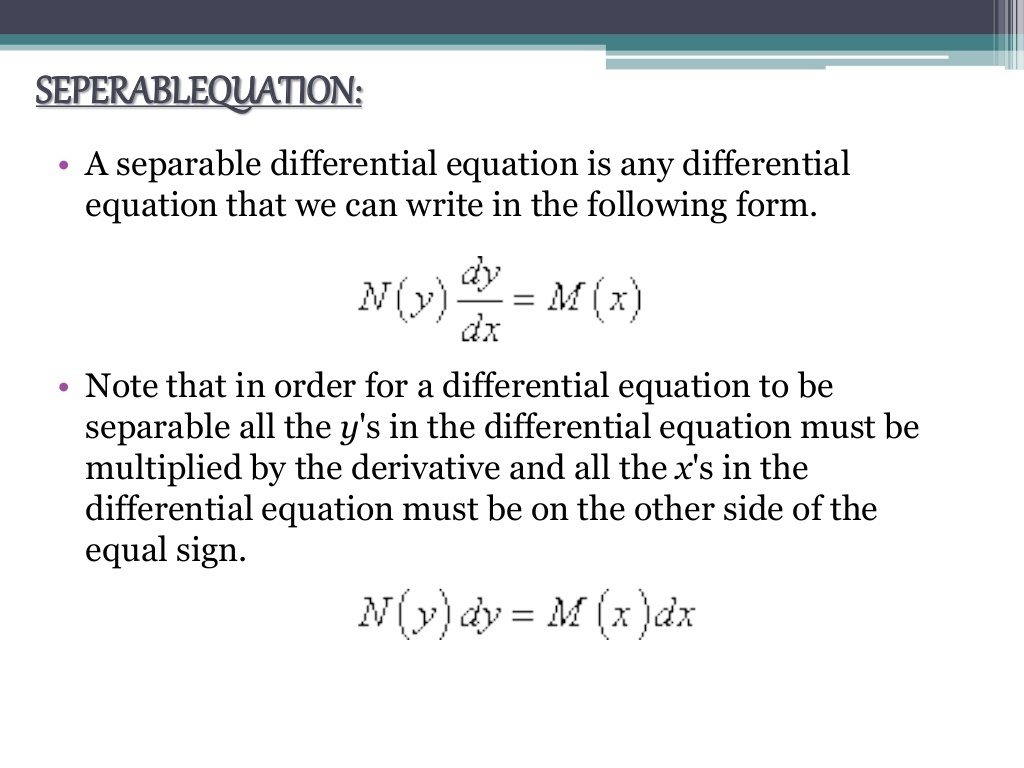 SEPERABLEQUATION:
• A separable differential equation is any differential
equation that we can write in the following form.
N(y) dy/dx = M(x)
• Note that in order for a differential equation to be
separable all the y's in the differential equation must be
multiplied by the derivative and all the x's in the
differential equation must be on the other side of the
equal sign.
N(y) dy = M(x)dx